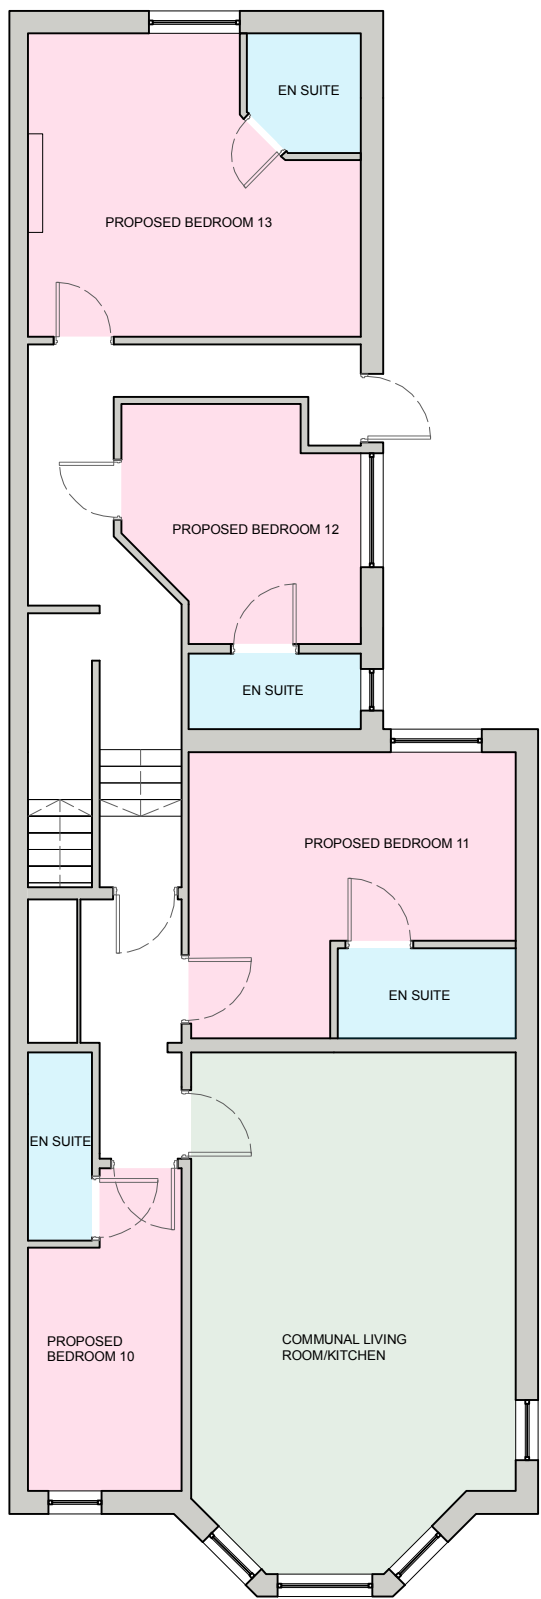 EN SUITE
PROPOSED BEDROOM 13
PROPOSED BEDROOM 12
EN SUITE
PROPOSED BEDROOM 11
EN SUITE
EN SUITE
PROPOSED
BEDROOM 10
COMMUNAL LIVING
ROOM/KITCHEN